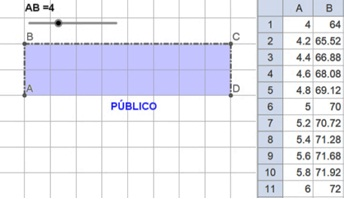 AB =4
B
C
A
D
PÚBLICO
A B
1 4 64
2 4.2 65.52
3 4.4 66.88
4 4.6 68.08
5 4.8 69.12
6 5 70
7 5.2 70.72
8 5.4 71.28
9 5.6 71.68
10 5.8 71.92
11 6 72